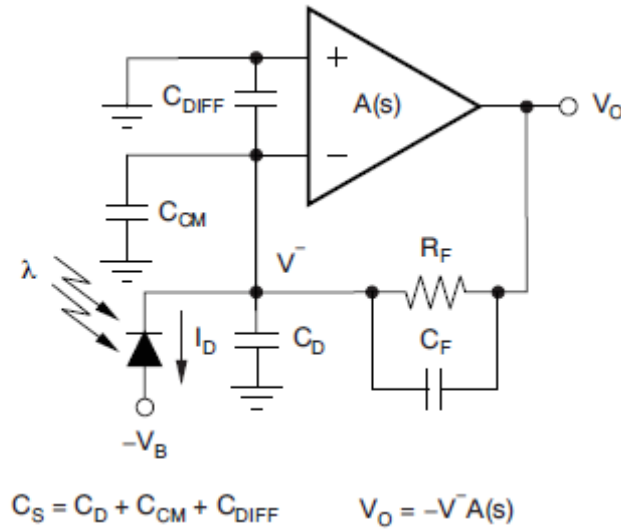 +
C_DIFF
A(s)
V_O
−
C_CM
λ
V^-
R_F
I_D
C_D
C_F
-V_B
C_S = C_D + C_CM + C_DIFF
V_O = -V^-A(s)